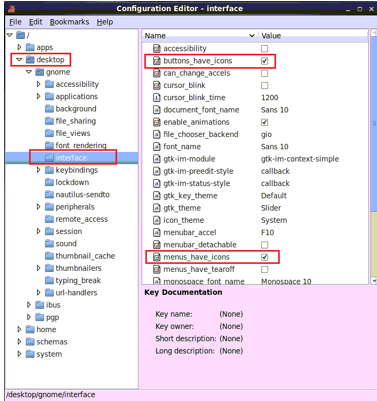 Configuration Editor - interface
File Edit Bookmarks Help
/
apps
desktop
gnome
accessibility
applications
background
file_sharing
file_views
font_rendering
interface
keybindings
lockdown
nautilus-sendto
peripherals
remote_access
session
sound
thumbnail_cache
thumbnailers
typing_break
url-handlers
ibus
pgp
home
schemas
system
Name Value
accessibility
buttons_have_icons
can_change_accels
cursor_blink
cursor_blink_time 1200
document_font_name Sans 10
enable_animations
file_chooser_backend gio
font_name Sans 10
gtk-im-module gtk-im-context-simple
gtk-im-preedit-style callback
gtk-im-status-style callback
gtk_key_theme Default
gtk_theme Slider
icon_theme System
menubar_accel F10
menubar_detachable
menus_have_icons
menus_have_tearoff
monospace_font_name Monospace 10
Key Documentation
Key name: (None)
Key owner: (None)
Short description: (None)
Long description: (None)
/desktop/gnome/interface